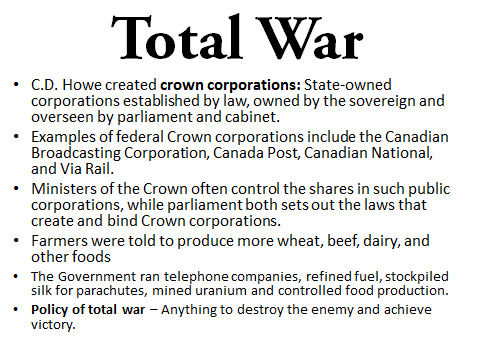 Total War
• C.D. Howe created crown corporations: State-owned
corporations established by law, owned by the sovereign and
overseen by parliament and cabinet.
• Examples of federal Crown corporations include the Canadian
Broadcasting Corporation, Canada Post, Canadian National,
and Via Rail.
• Ministers of the Crown often control the shares in such public
corporations, while parliament both sets out the laws that
create and bind Crown corporations.
• Farmers were told to produce more wheat, beef, dairy, and
other foods
• The Government ran telephone companies, refined fuel, stockpiled
silk for parachutes, mined uranium and controlled food production.
• Policy of total war – Anything to destroy the enemy and achieve
victory.